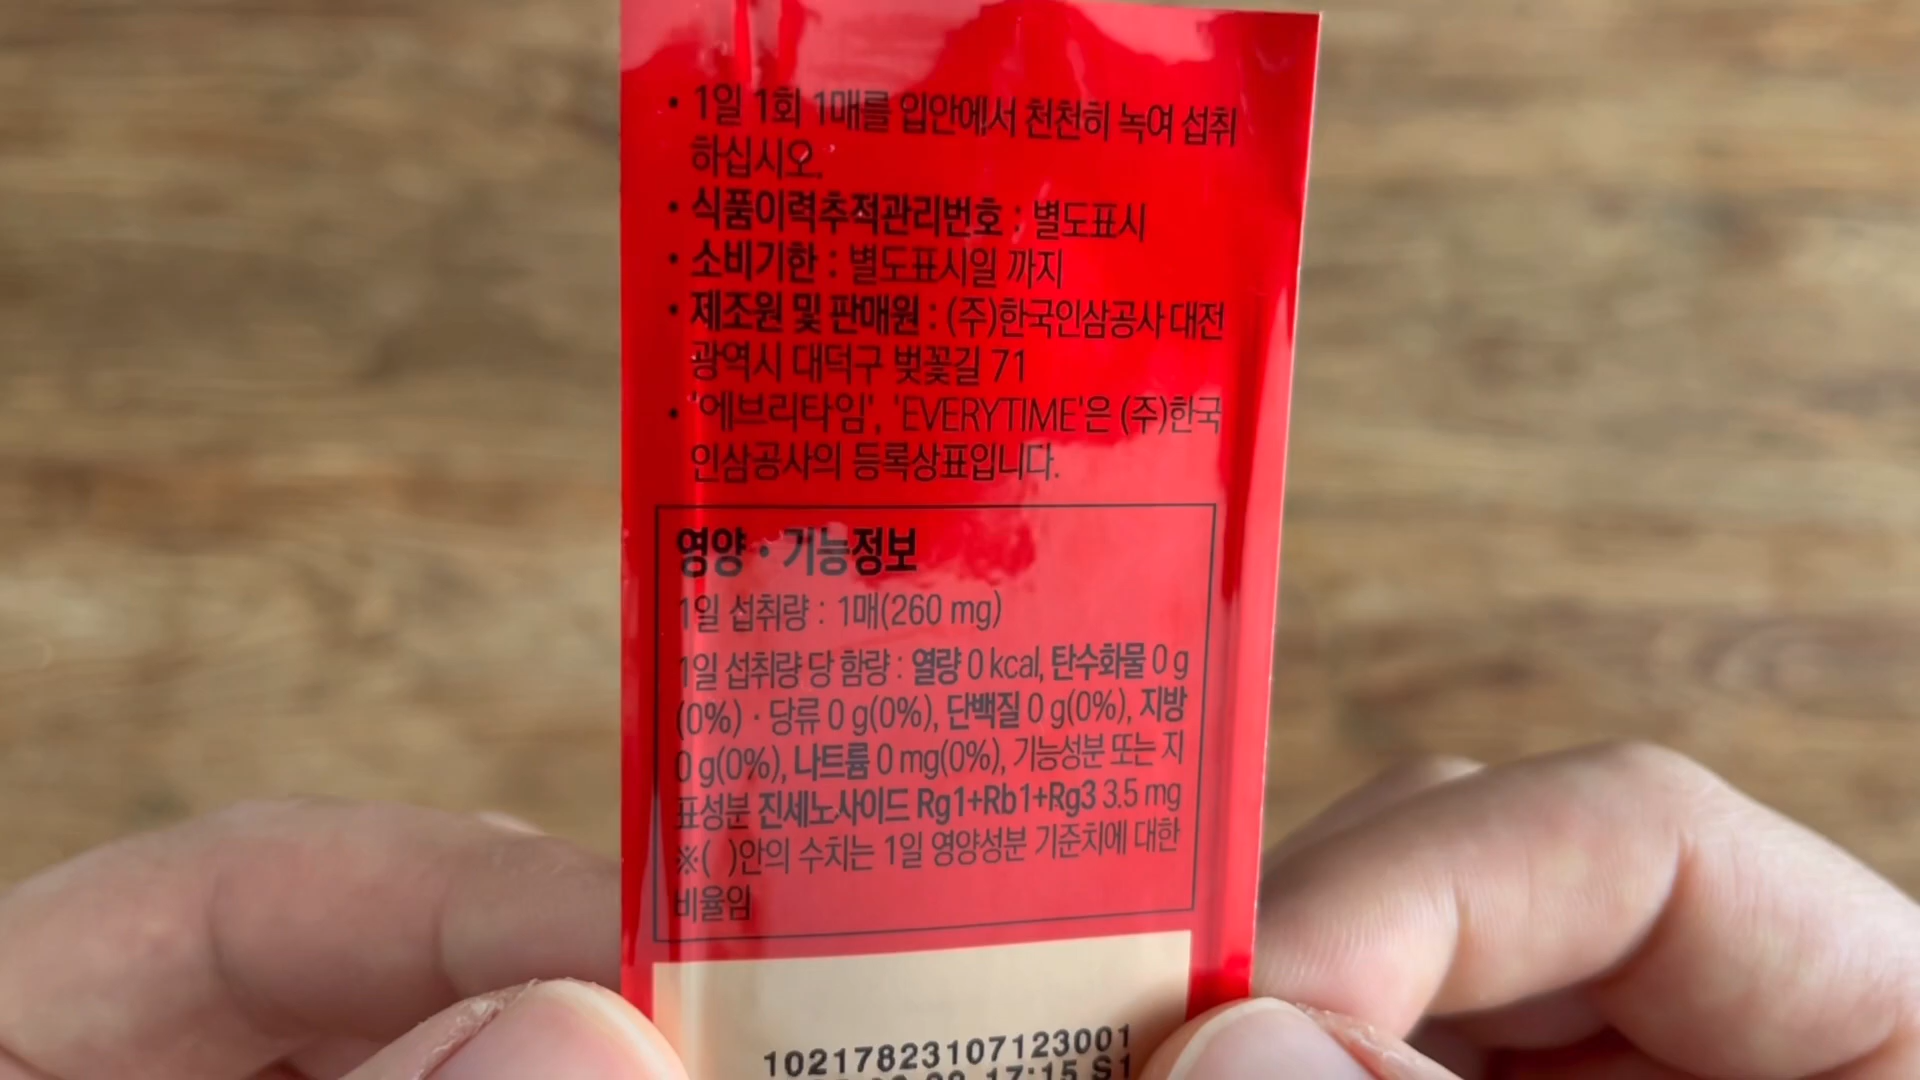 • 1일 1회 1매를 입안에서 천천히 녹여 섭취
하십시오.
• 식품이력추적관리번호 : 별도표시
• 소비기한 : 별도표시일 까지
• 제조원 및 판매원 : (주)한국인삼공사 대전
광역시 대덕구 벚꽃길 71
• '에브리타임', 'EVERYTIME'은 (주)한국
인삼공사의 등록상표입니다.
영양 • 기능정보
1일 섭취량 : 1매(260 mg)
1일 섭취량 당 함량 : 열량 0 kcal, 탄수화물 0 g
(0%) · 당류 0 g(0%), 단백질 0 g(0%), 지방
0 g(0%), 나트륨 0 mg(0%), 기능성분 또는 지
표성분 진세노사이드 Rg1+Rb1+Rg3 3.5 mg
※( )안의 수치는 1일 영양성분 기준치에 대한
비율임
10217823107123001
17:15 S1